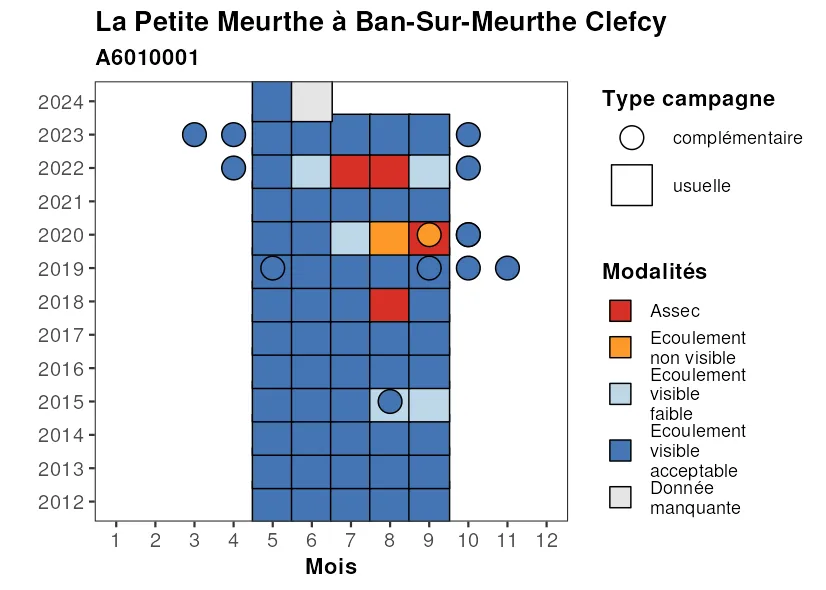 La Petite Meurthe à Ban-Sur-Meurthe Clefcy
A6010001
2024
2023
2022
2021
2020
2019
2018
2017
2016
2015
2014
2013
2012
1 2 3 4 5 6 7 8 9 10 11 12
Mois
Type campagne
complémentaire
usuelle
Modalités
Assec
Ecoulement
non visible
Ecoulement
visible
faible
Ecoulement
visible
acceptable
Donnée
manquante